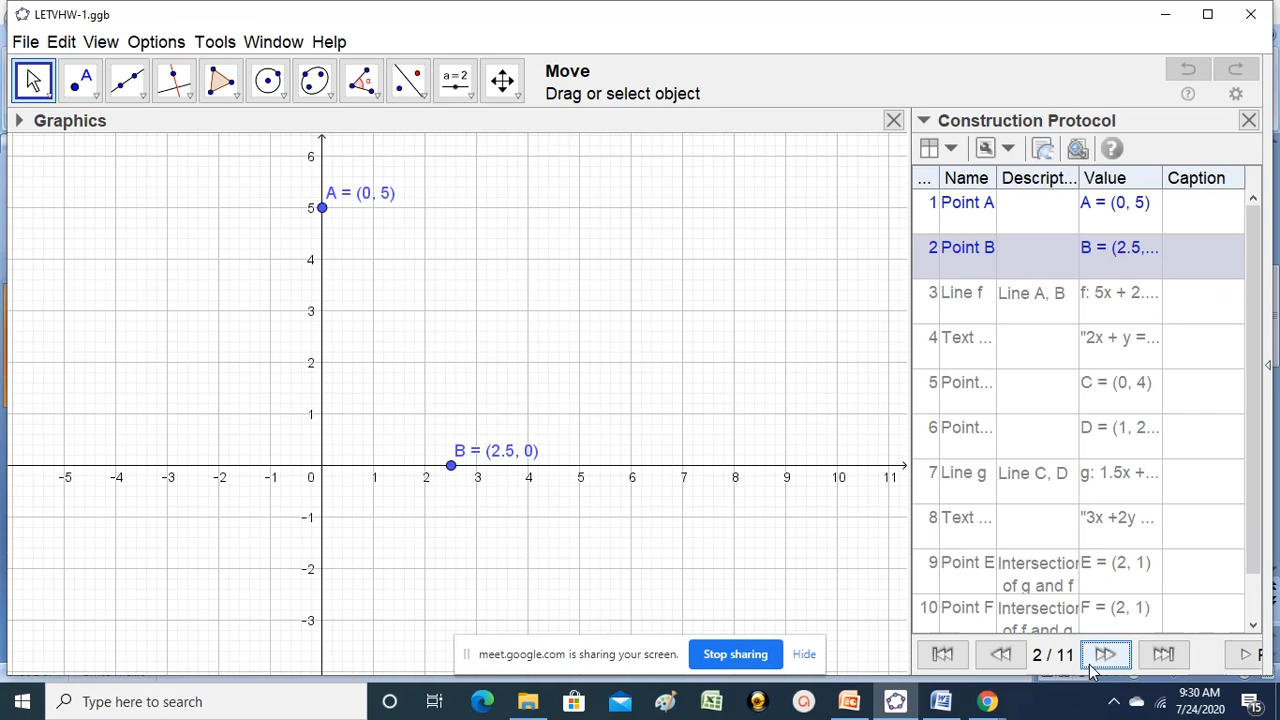 LETVHW-1.ggb
File Edit View Options Tools Window Help
A
α
a=2
Move
Drag or select object
Graphics
Construction Protocol
... Name Descript... Value Caption
1 Point A A = (0, 5)
2 Point B B = (2.5,...
3 Line f Line A, B f: 5x + 2....
4 Text ... "2x + y =...
5 Point... C = (0, 4)
6 Point... D = (1, 2...
7 Line g Line C, D g: 1.5x +...
8 Text ... "3x +2y ...
9 Point E Intersection of g and f E = (2, 1)
10 Point F Intersection of f and g F = (2, 1)
2 / 11
6
A = (0, 5)
5
4
3
2
1
B = (2.5, 0)
-5 -4 -3 -2 -1 0 1 2 3 4 5 6 7 8 9 10 11
-1
-2
-3
meet.google.com is sharing your screen. Stop sharing Hide
Type here to search
9:30 AM
7/24/2020
15